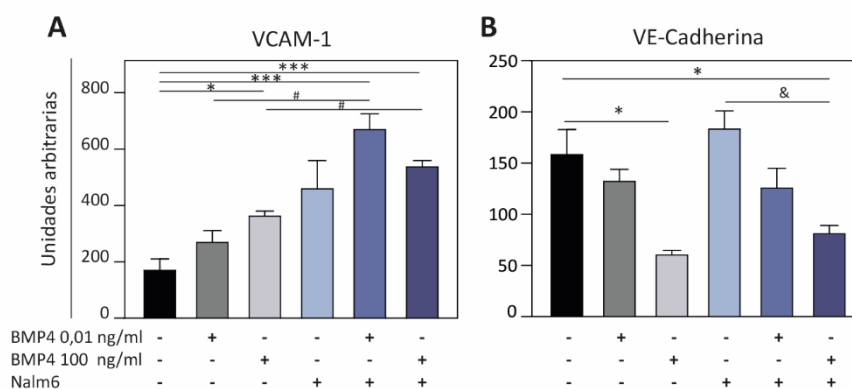 A
VCAM-1
***
***
*
#
#
Unidades arbitrarias
800
600
400
200
0
B
VE-Cadherina
*
&
*
250
200
150
100
50
0
BMP4 0,01 ng/ml - + - - + - - + - - + -
BMP4 100 ng/ml - - + - - + - - + - - +
Nalm6 - - - + + + - - - + + +